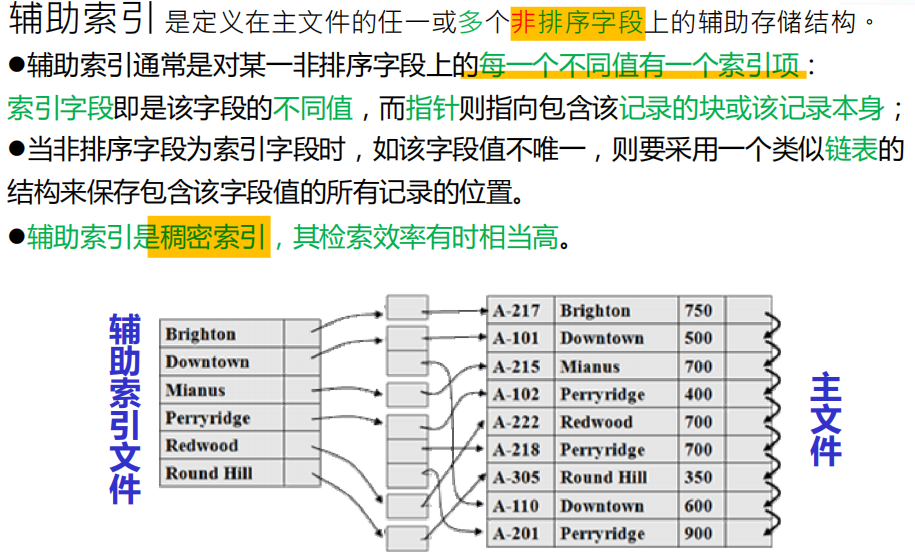 辅助索引 是定义在主文件的任一或多个非排序字段上的辅助存储结构。
●辅助索引通常是对某一非排序字段上的每一个不同值有一个索引项：
索引字段即是该字段的不同值，而指针则指向包含该记录的块或该记录本身；
●当非排序字段为索引字段时，如该字段值不唯一，则要采用一个类似链表的
结构来保存包含该字段值的所有记录的位置。
●辅助索引是稠密索引，其检索效率有时相当高。
辅助索引文件
Brighton
Downtown
Mianus
Perryridge
Redwood
Round Hill
A-217 Brighton 750
A-101 Downtown 500
A-215 Mianus 700
A-102 Perryridge 400
A-222 Redwood 700
A-218 Perryridge 700
A-305 Round Hill 350
A-110 Downtown 600
A-201 Perryridge 900
主文件